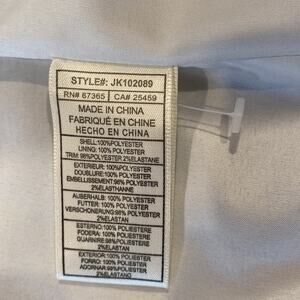 STYLE#: JK102089
RN# 67365 CA# 25459
MADE IN CHINA
FABRIQUÉ EN CHINE
HECHO EN CHINA
SHELL:100%POLYESTER
LINING: 100% POLYESTER
TRIM: 98%POLYESTER 2%ELASTANE
EXTERIEUR: 100% POLYESTER
DOUBLURE:100% POLYESTER
EMBELLISSEMENT:98% POLYESTER
2%ELASTHANNE
AUßERHALB: 100% POLYESTER
FUTTER: 100% POLYESTER
VERSCHONERUNG:98% POLYESTER
2%ELASTAN
ESTERNO:100% POLIESTERE
FODERA: 100% POLIESTERE
QUARNIRE:98% POLIESTERE
2%ELASTAN
EXTERIOR:100% POLIESTER
FORRO: 100% POLIESTER
ADORNAR:98% POLIESTER
2%ELASTANO